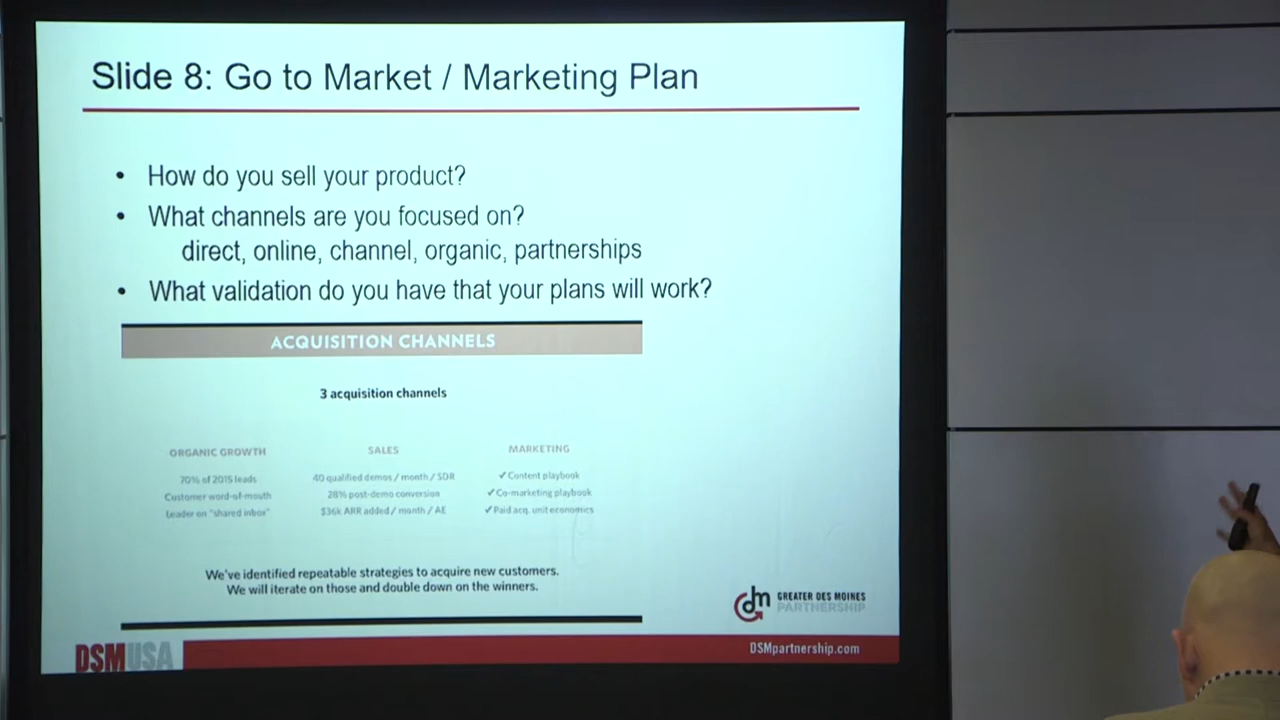 Slide 8: Go to Market / Marketing Plan
• How do you sell your product?
• What channels are you focused on?
direct, online, channel, organic, partnerships
• What validation do you have that your plans will work?
ACQUISITION CHANNELS
3 acquisition channels
ORGANIC GROWTH
70% of 2015 leads
Customer word-of-mouth
Leader on "shared inbox"
SALES
40 qualified demos / month / SDR
28% post-demo conversion
$36k ARR added / month / AE
MARKETING
✓ Content playbook
✓ Co-marketing playbook
✓ Paid acq. unit economics
We've identified repeatable strategies to acquire new customers.
We will iterate on those and double down on the winners.
dm
GREATER DES MOINES
PARTNERSHIP
DSMUSA
DSMpartnership.com